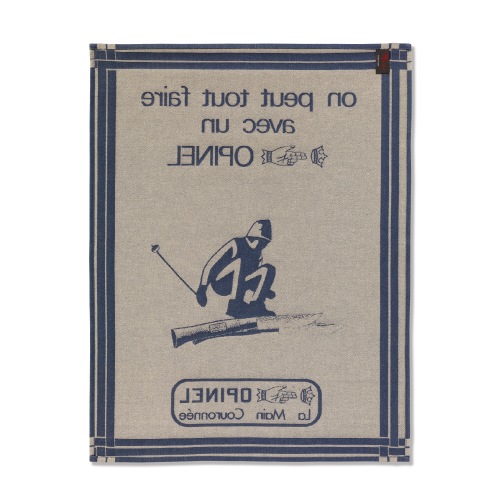 on peut tout faire
avec un
OPINEL
OPINEL
La Main Couronnée